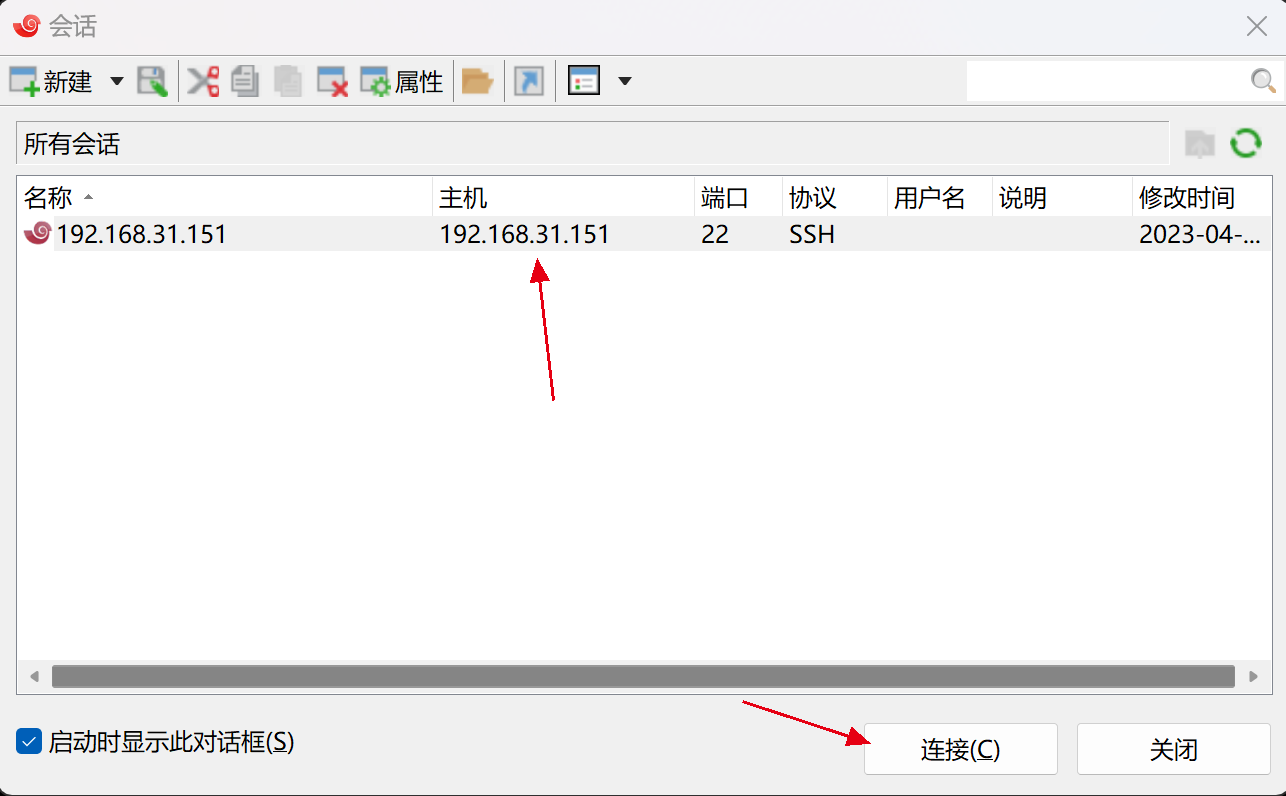 会话
新建 属性
所有会话
名称 主机 端口 协议 用户名 说明 修改时间
192.168.31.151 192.168.31.151 22 SSH 2023-04-...
启动时显示此对话框(S) 连接(C) 关闭